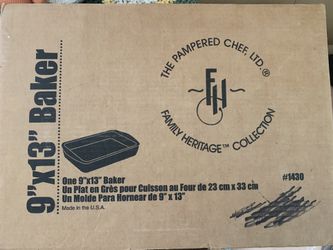 9"x13" Baker
THE PAMPERED CHEF, LTD.®
FH
FAMILY HERITAGE™ COLLECTION
One 9"x13" Baker
Un Plat en Grès pour Cuisson au Four de 23 cm x 33 cm
Un Molde Para Hornear de 9" x 13"
Made in the U.S.A.
#1430